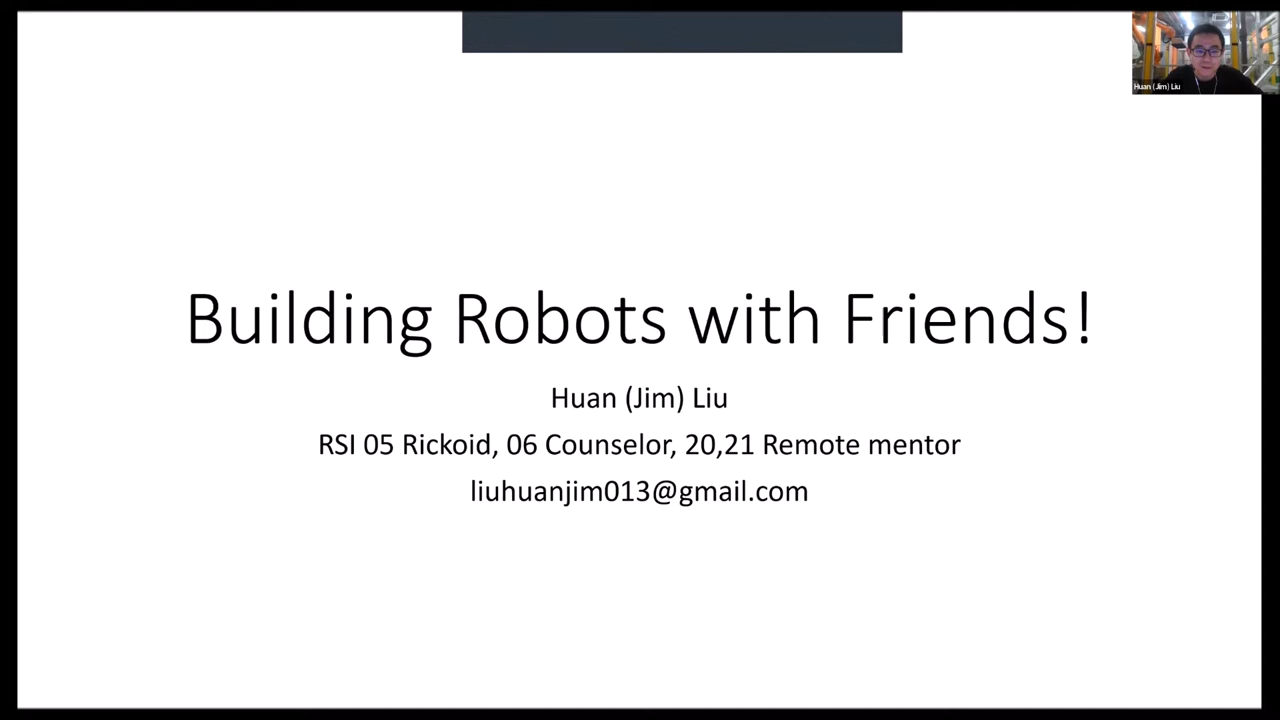 Huan (Jim) Liu
Building Robots with Friends!
Huan (Jim) Liu
RSI 05 Rickoid, 06 Counselor, 20,21 Remote mentor
liuhuanjim013@gmail.com